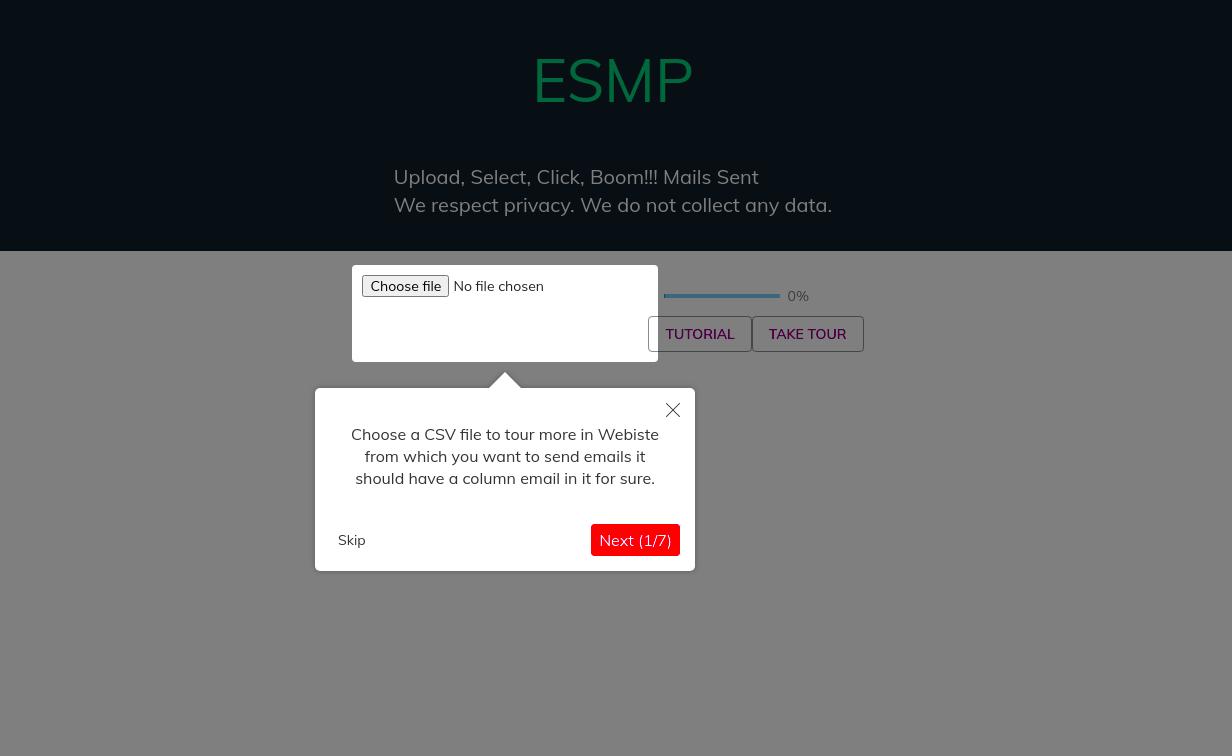 ESMP
Upload, Select, Click, Boom!!! Mails Sent
We respect privacy. We do not collect any data.
Choose file No file chosen
0%
TUTORIAL TAKE TOUR
Choose a CSV file to tour more in Webiste
from which you want to send emails it
should have a column email in it for sure.
Skip Next (1/7)